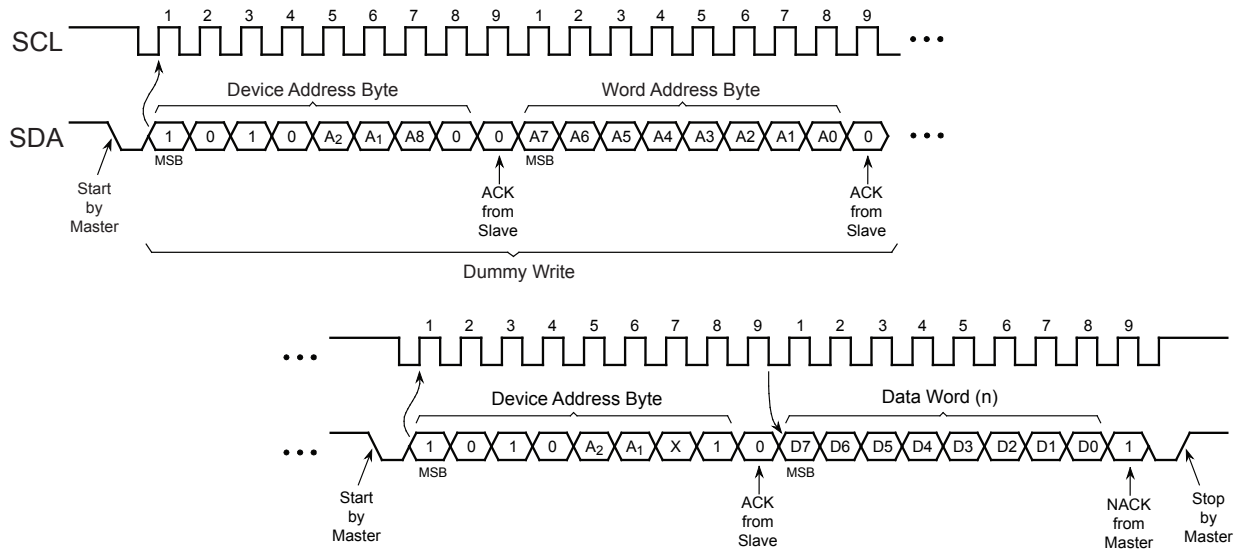 1 2 3 4 5 6 7 8 9 1 2 3 4 5 6 7 8 9
SCL
Device Address Byte Word Address Byte
SDA 1 0 1 0 A2 A1 A8 0 0 A7 A6 A5 A4 A3 A2 A1 A0 0
MSB MSB
Start
by
Master
ACK
from
Slave
ACK
from
Slave
Dummy Write
1 2 3 4 5 6 7 8 9 1 2 3 4 5 6 7 8 9
Device Address Byte Data Word (n)
1 0 1 0 A2 A1 X 1 0 D7 D6 D5 D4 D3 D2 D1 D0 1
MSB MSB
Start
by
Master
ACK
from
Slave
NACK
from
Master
Stop
by
Master